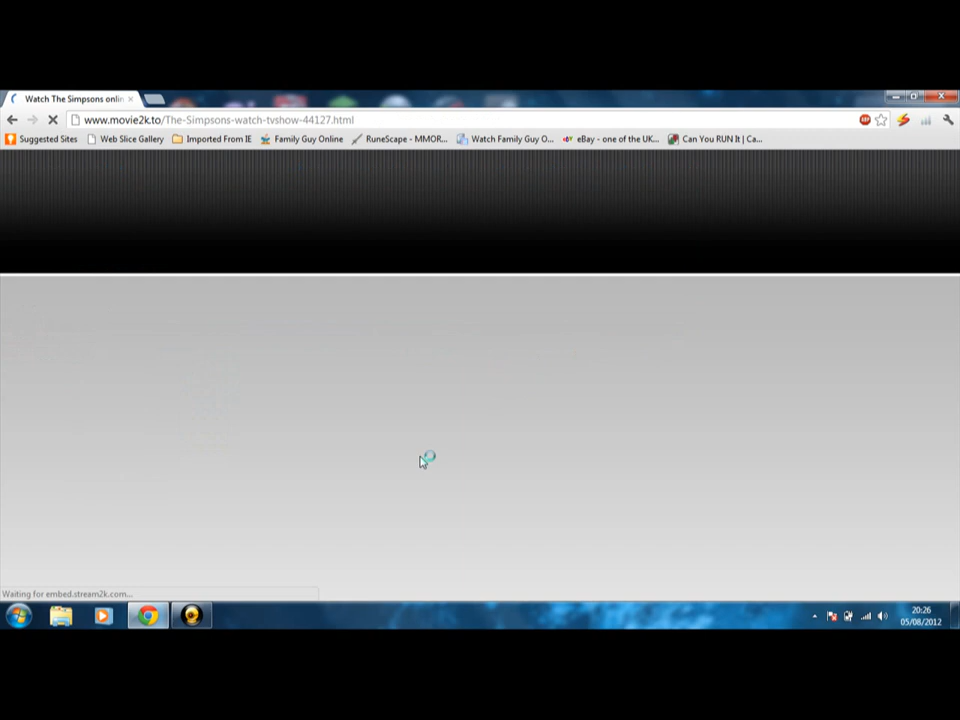 Watch The Simpsons onlin
www.movie2k.to/The-Simpsons-watch-tvshow-44127.html
ABP
Suggested Sites Web Slice Gallery Imported From IE Family Guy Online RuneScape - MMOR... Watch Family Guy O... eBay - one of the UK... Can You RUN It | Ca...
Waiting for embed.stream2k.com...
20:26
05/08/2012